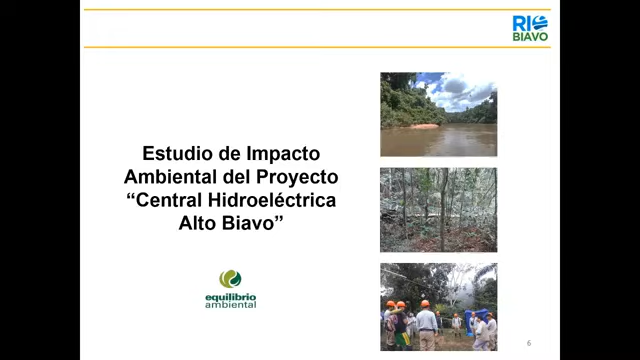 RIO
BIAVO
Estudio de Impacto
Ambiental del Proyecto
“Central Hidroeléctrica
Alto Biavo”
equilibrio
ambiental
6